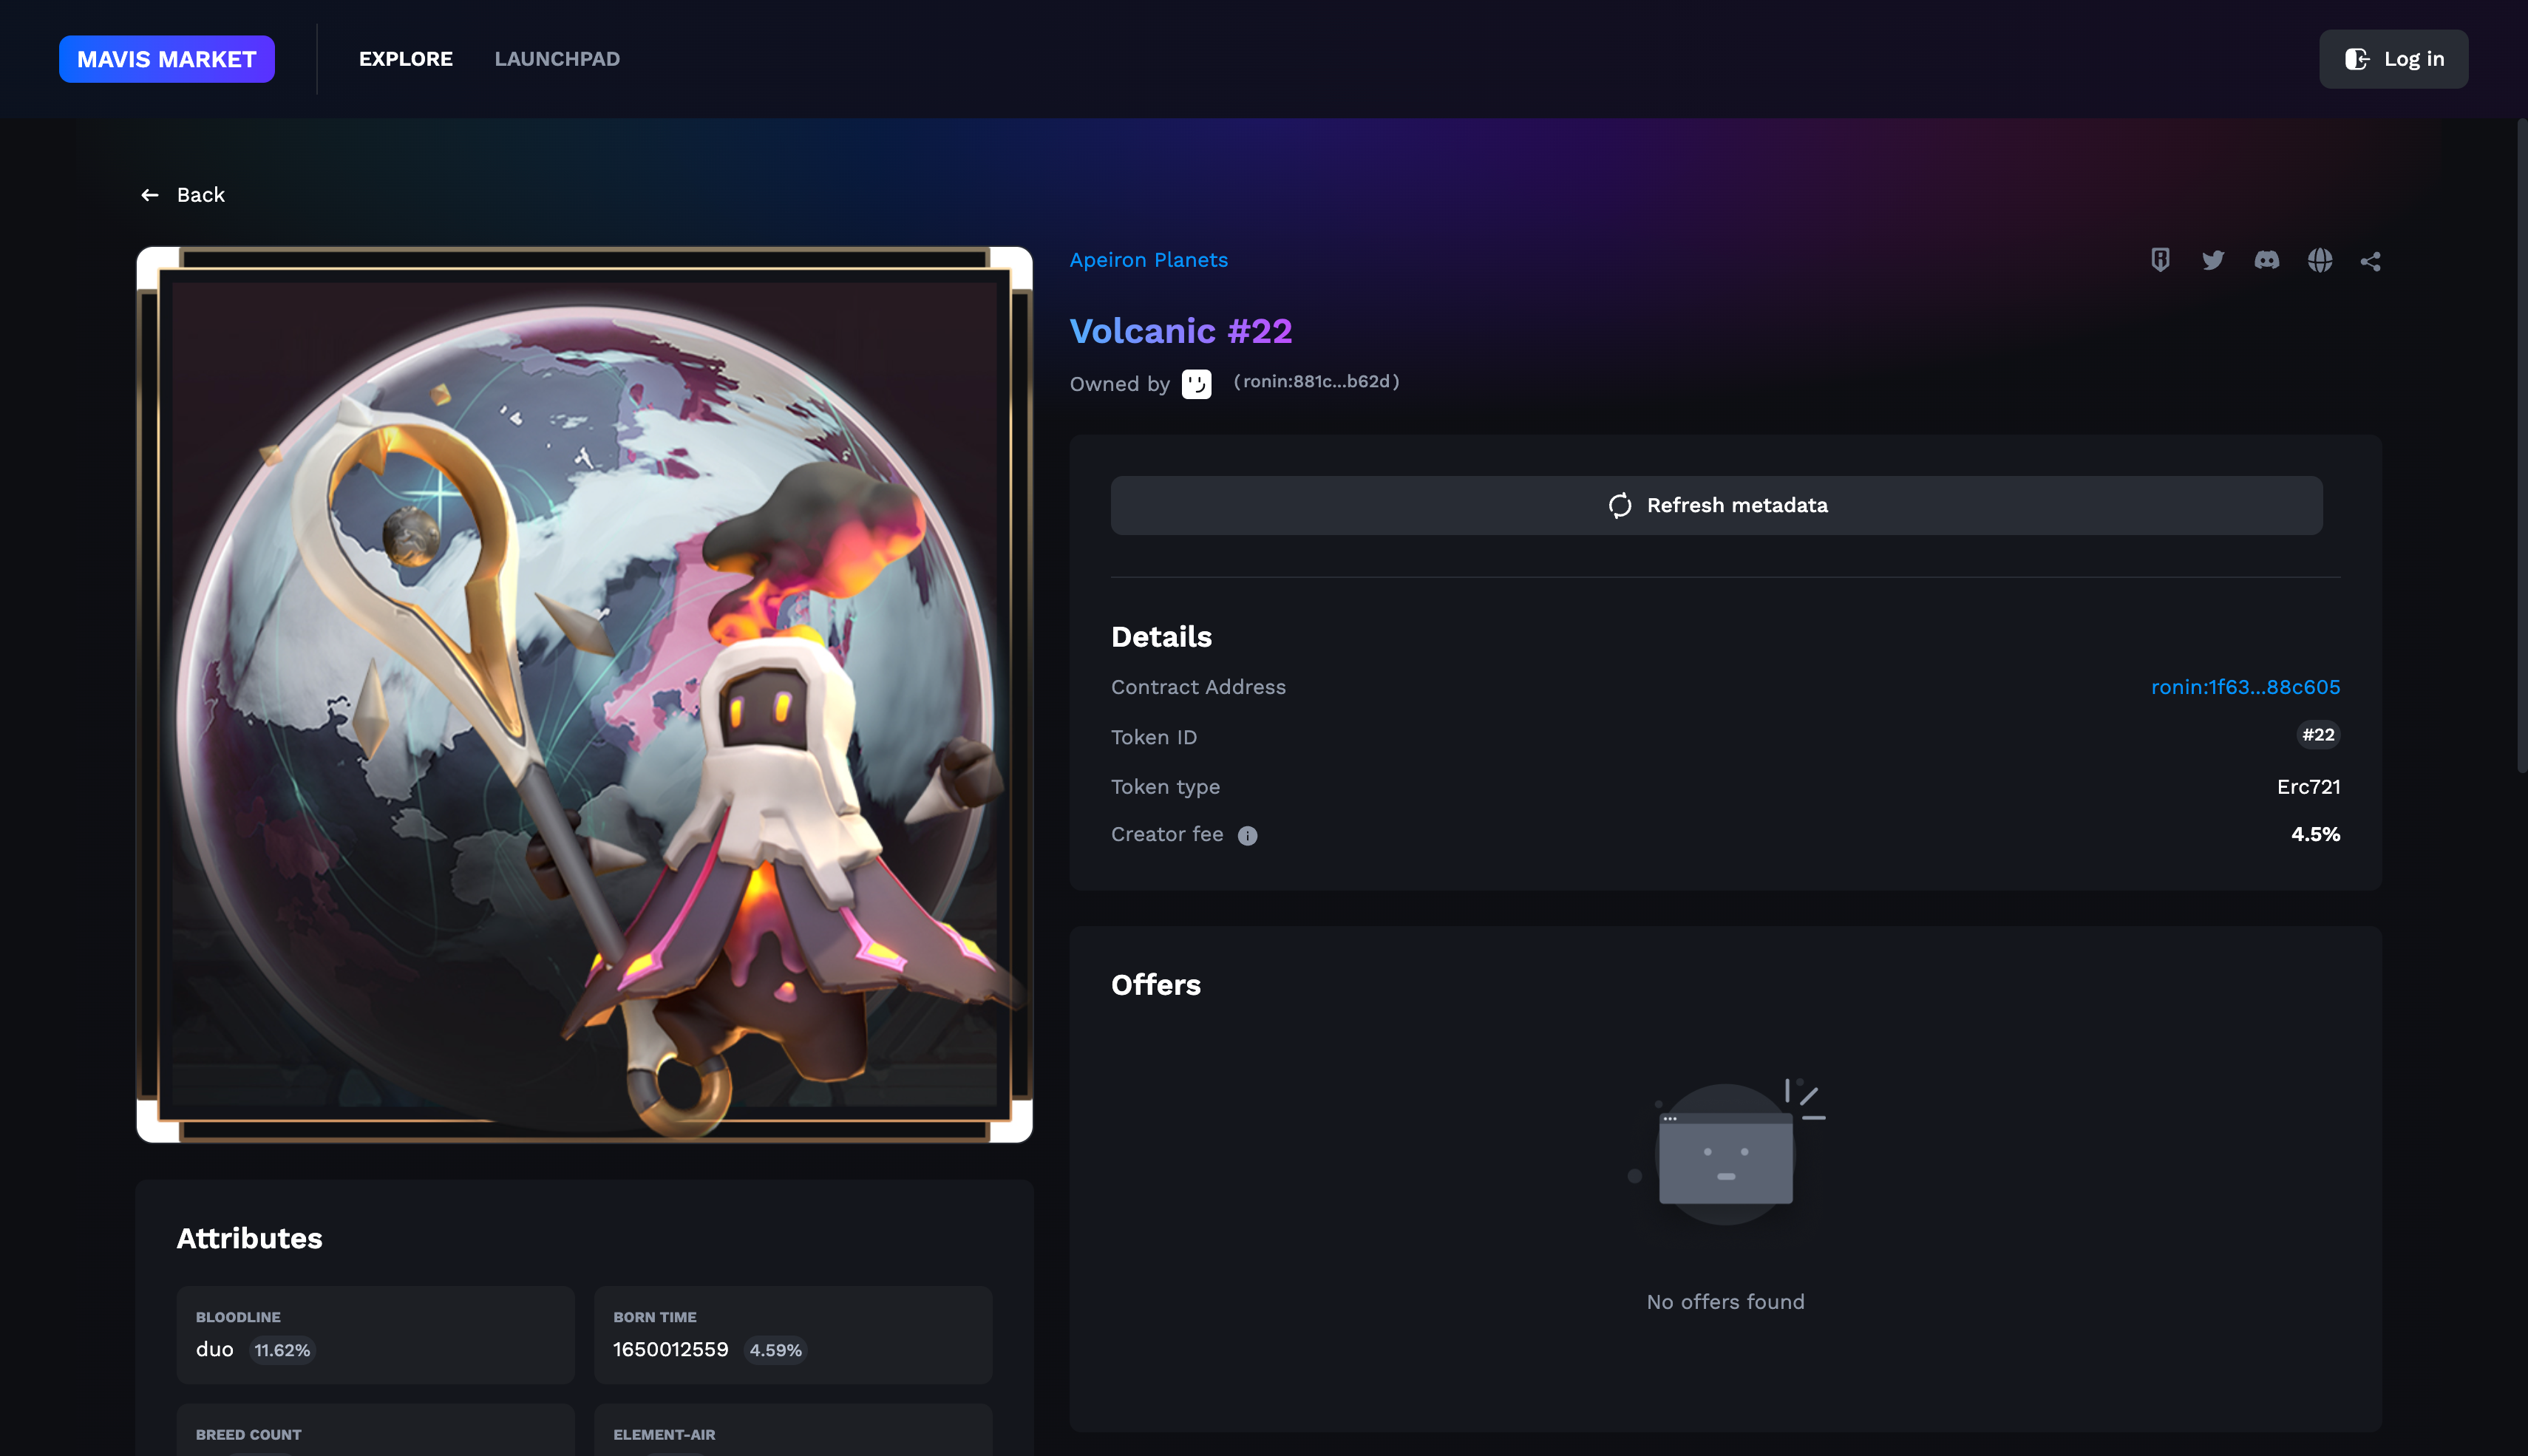 MAVIS MARKET
EXPLORE
LAUNCHPAD
Log in
Back
Apeiron Planets
Volcanic #22
Owned by (ronin:881c...b62d)
Refresh metadata
Details
Contract Address ronin:1f63...88c605
Token ID #22
Token type Erc721
Creator fee 4.5%
Offers
No offers found
Attributes
BLOODLINE
duo 11.62%
BORN TIME
1650012559 4.59%
BREED COUNT
ELEMENT-AIR